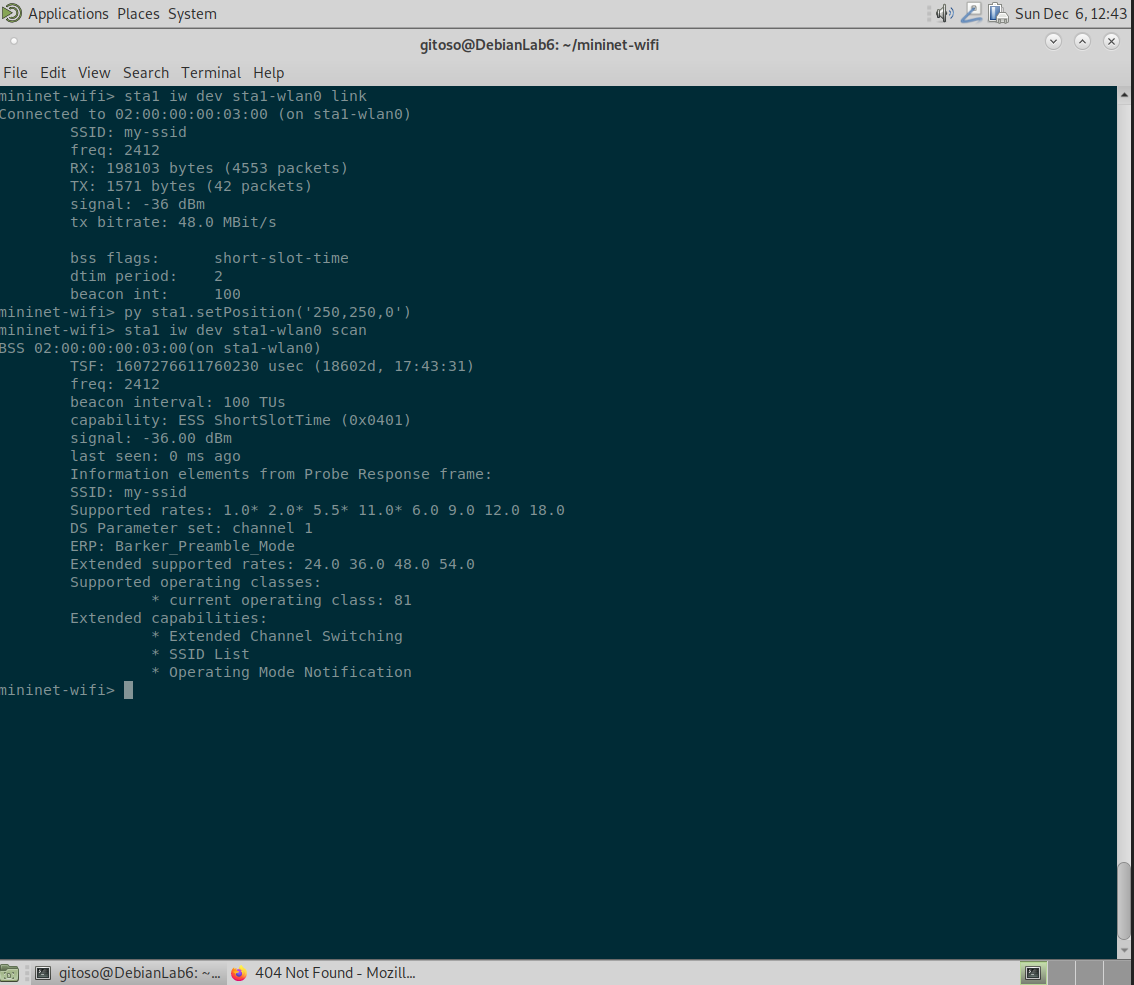 Applications Places System Sun Dec 6, 12:43
gitoso@DebianLab6: ~/mininet-wifi
File Edit View Search Terminal Help
mininet-wifi> sta1 iw dev sta1-wlan0 link
Connected to 02:00:00:00:03:00 (on sta1-wlan0)
SSID: my-ssid
freq: 2412
RX: 198103 bytes (4553 packets)
TX: 1571 bytes (42 packets)
signal: -36 dBm
tx bitrate: 48.0 MBit/s
bss flags: short-slot-time
dtim period: 2
beacon int: 100
mininet-wifi> py sta1.setPosition('250,250,0')
mininet-wifi> sta1 iw dev sta1-wlan0 scan
BSS 02:00:00:00:03:00(on sta1-wlan0)
TSF: 1607276611760230 usec (18602d, 17:43:31)
freq: 2412
beacon interval: 100 TUs
capability: ESS ShortSlotTime (0x0401)
signal: -36.00 dBm
last seen: 0 ms ago
Information elements from Probe Response frame:
SSID: my-ssid
Supported rates: 1.0* 2.0* 5.5* 11.0* 6.0 9.0 12.0 18.0
DS Parameter set: channel 1
ERP: Barker_Preamble_Mode
Extended supported rates: 24.0 36.0 48.0 54.0
Supported operating classes:
* current operating class: 81
Extended capabilities:
* Extended Channel Switching
* SSID List
* Operating Mode Notification
mininet-wifi>
gitoso@DebianLab6: ~... 404 Not Found - Mozill...